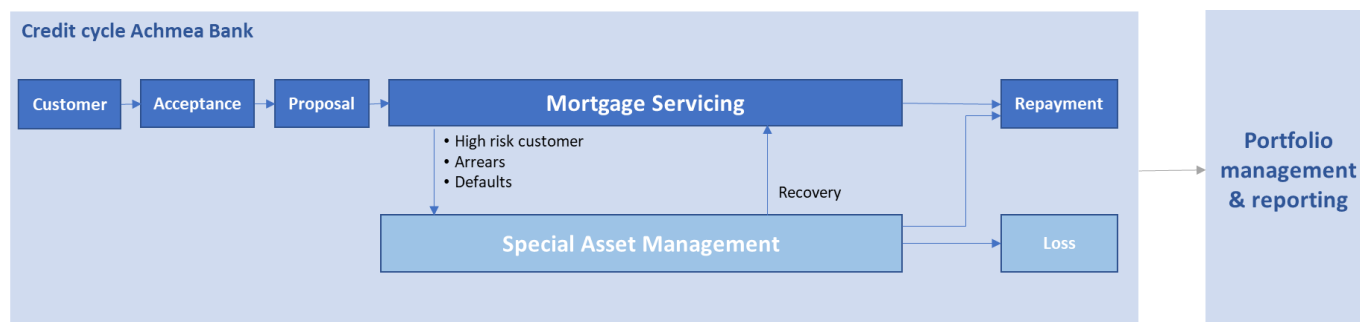 Credit cycle Achmea Bank
Customer
Acceptance
Proposal
Mortgage Servicing
Repayment
• High risk customer
• Arrears
• Defaults
Recovery
Special Asset Management
Loss
Portfolio
management
& reporting